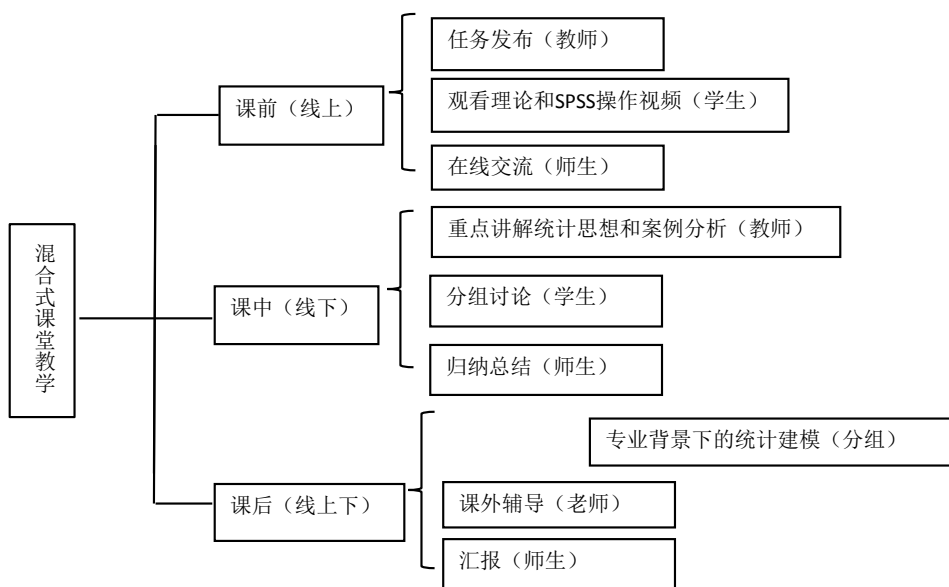 混合式课堂教学
课前（线上）
任务发布（教师）
观看理论和SPSS操作视频（学生）
在线交流（师生）
课中（线下）
重点讲解统计思想和案例分析（教师）
分组讨论（学生）
归纳总结（师生）
课后（线上下）
专业背景下的统计建模（分组）
课外辅导（老师）
汇报（师生）